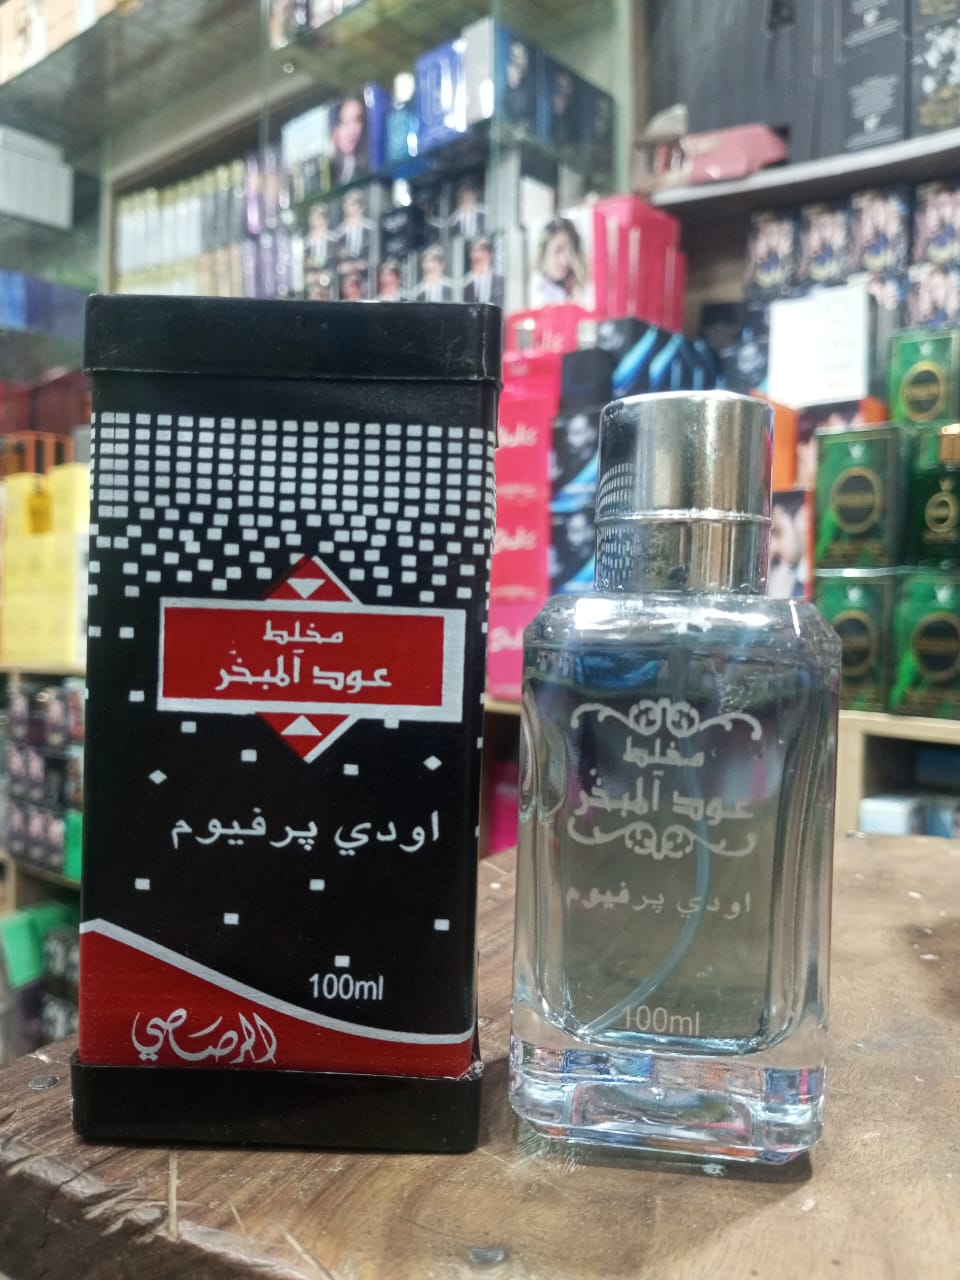 مخلط
عود المبخر
اودي پرفيوم
100ml
الرصاصي
مخلط
عود المبخر
اودي پرفيوم
100ml